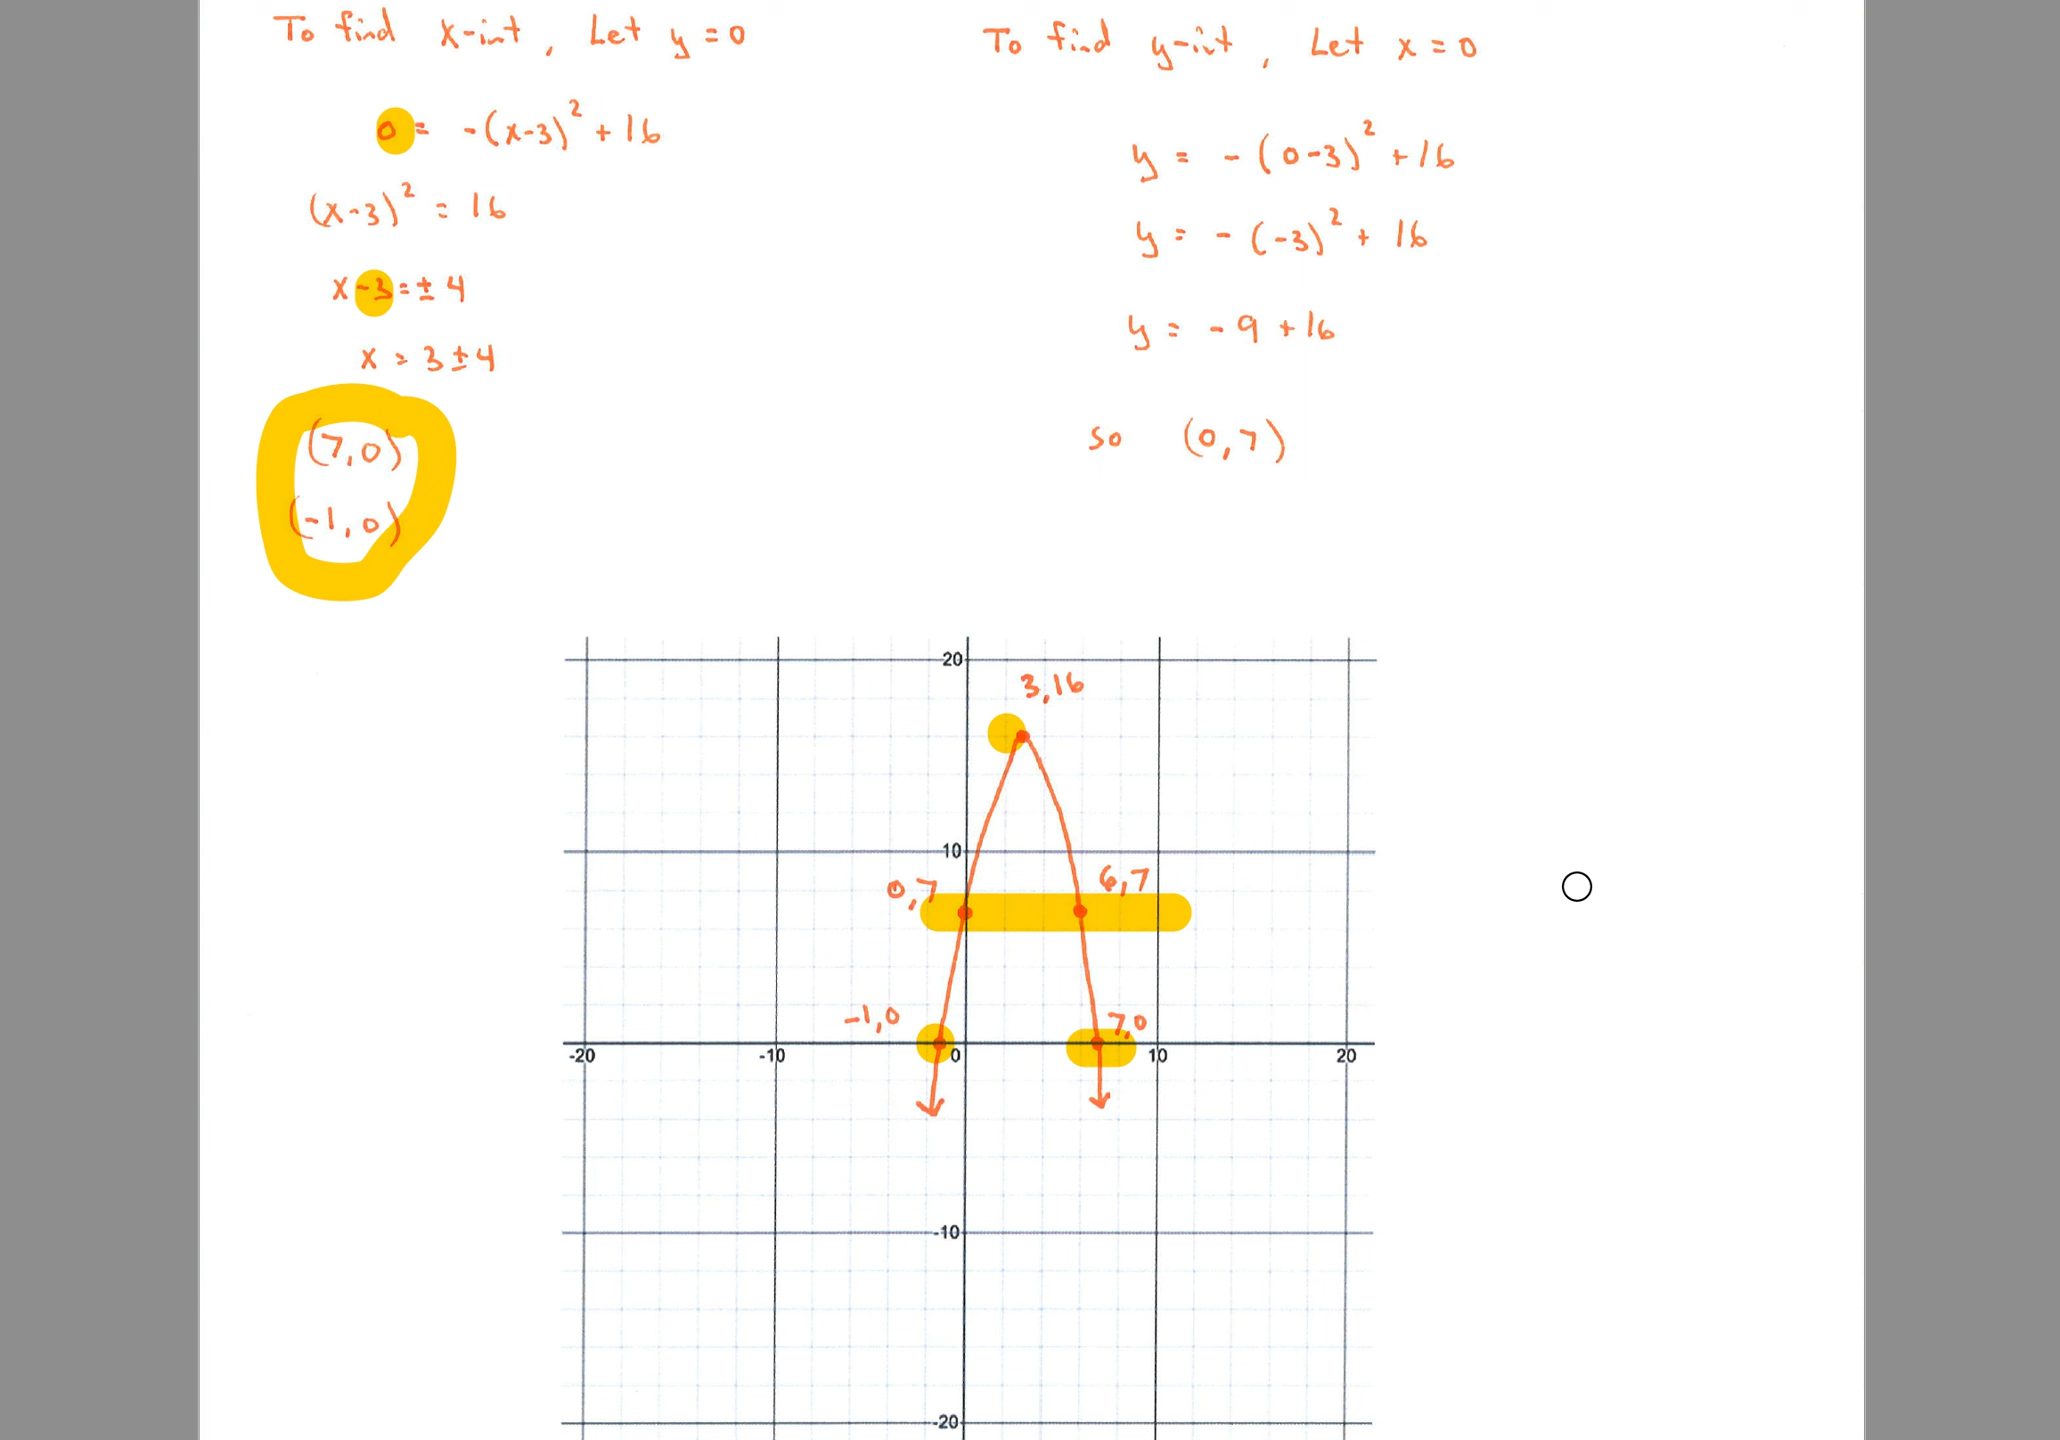 To find x-int, Let y = 0
0 = -(x-3)² + 16
(x-3)² = 16
x-3 = ± 4
x = 3 ± 4
(7,0)
(-1,0)
To find y-int, Let x = 0
y = -(0-3)² + 16
y = -(-3)² + 16
y = -9 + 16
so (0,7)
20
3,16
10
0,7
6,7
-1,0
7,0
-20 -10 0 10 20
-10
-20